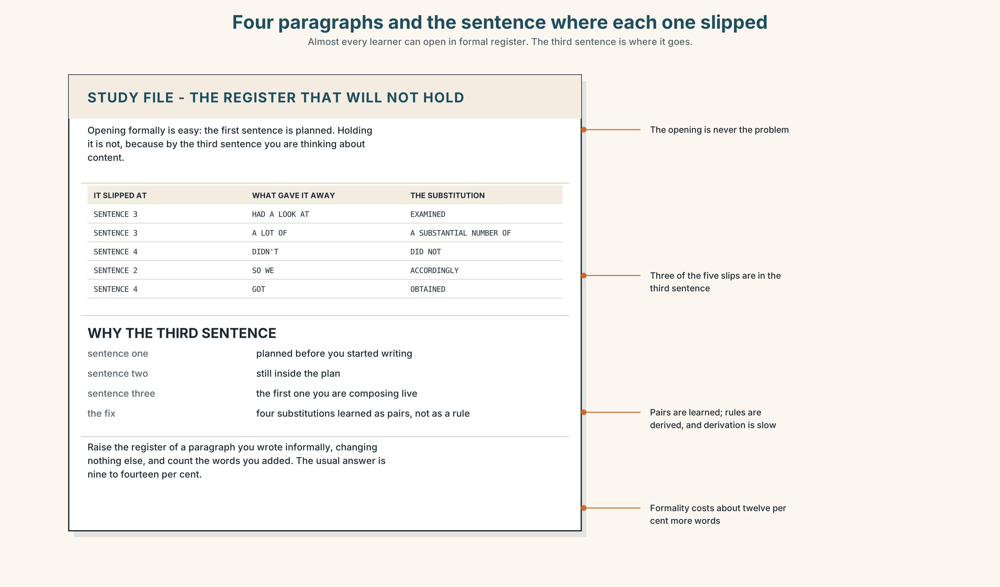 Four paragraphs and the sentence where each one slipped
Almost every learner can open in formal register. The third sentence is where it goes.
STUDY FILE - THE REGISTER THAT WILL NOT HOLD
Opening formally is easy: the first sentence is planned. Holding
it is not, because by the third sentence you are thinking about
content.
The opening is never the problem
IT SLIPPED AT WHAT GAVE IT AWAY THE SUBSTITUTION
SENTENCE 3 HAD A LOOK AT EXAMINED
SENTENCE 3 A LOT OF A SUBSTANTIAL NUMBER OF
SENTENCE 4 DIDN'T DID NOT
SENTENCE 2 SO WE ACCORDINGLY
SENTENCE 4 GOT OBTAINED
Three of the five slips are in the
third sentence
WHY THE THIRD SENTENCE
sentence one planned before you started writing
sentence two still inside the plan
sentence three the first one you are composing live
the fix four substitutions learned as pairs, not as a rule
Pairs are learned; rules are
derived, and derivation is slow
Raise the register of a paragraph you wrote informally, changing
nothing else, and count the words you added. The usual answer is
nine to fourteen per cent.
Formality costs about twelve per
cent more words